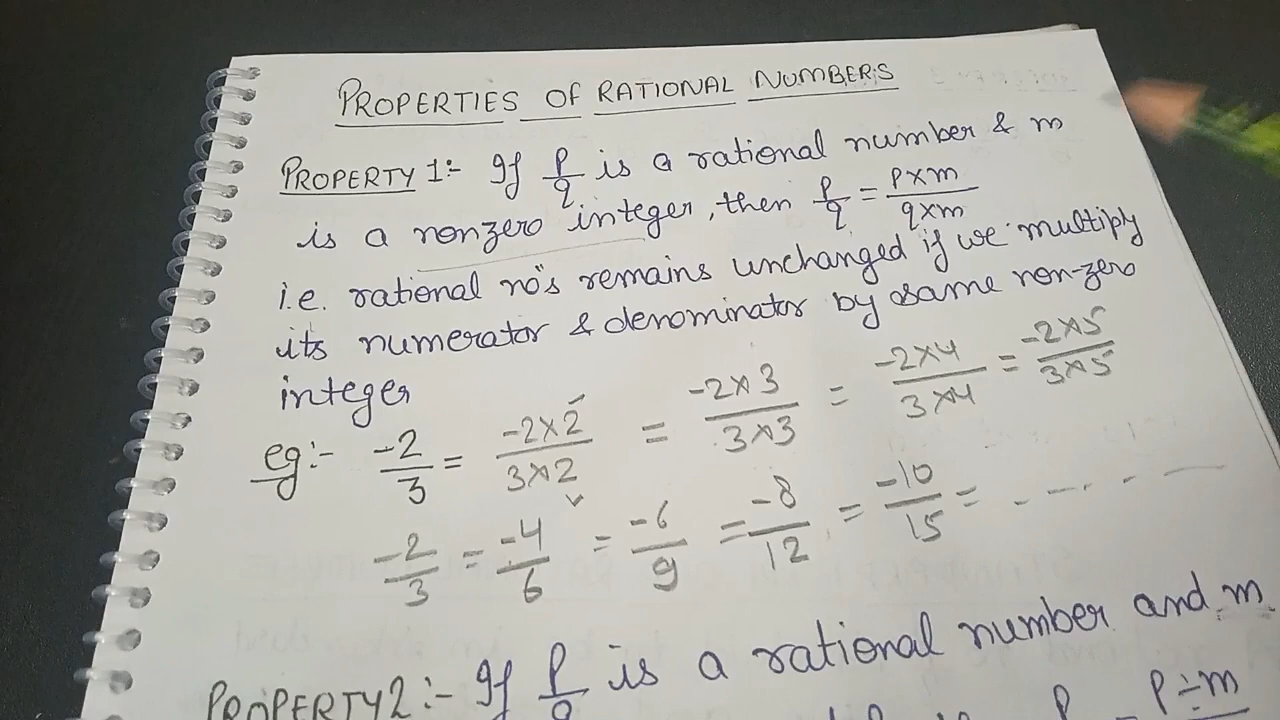 PROPERTIES OF RATIONAL NUMBERS
PROPERTY 1:- If p/q is a rational number & m
is a nonzero integer, then p/q = p×m/q×m
i.e. rational no's remains unchanged if we multiply
its numerator & denominator by same non-zero
integer
eg:- -2/3 = -2×2/3×2 = -2×3/3×3 = -2×4/3×4 = -2×5/3×5
-2/3 = -4/6 = -6/9 = -8/12 = -10/15 = - - - - -
PROPERTY 2:- If p/q is a rational number and m
p ÷ m